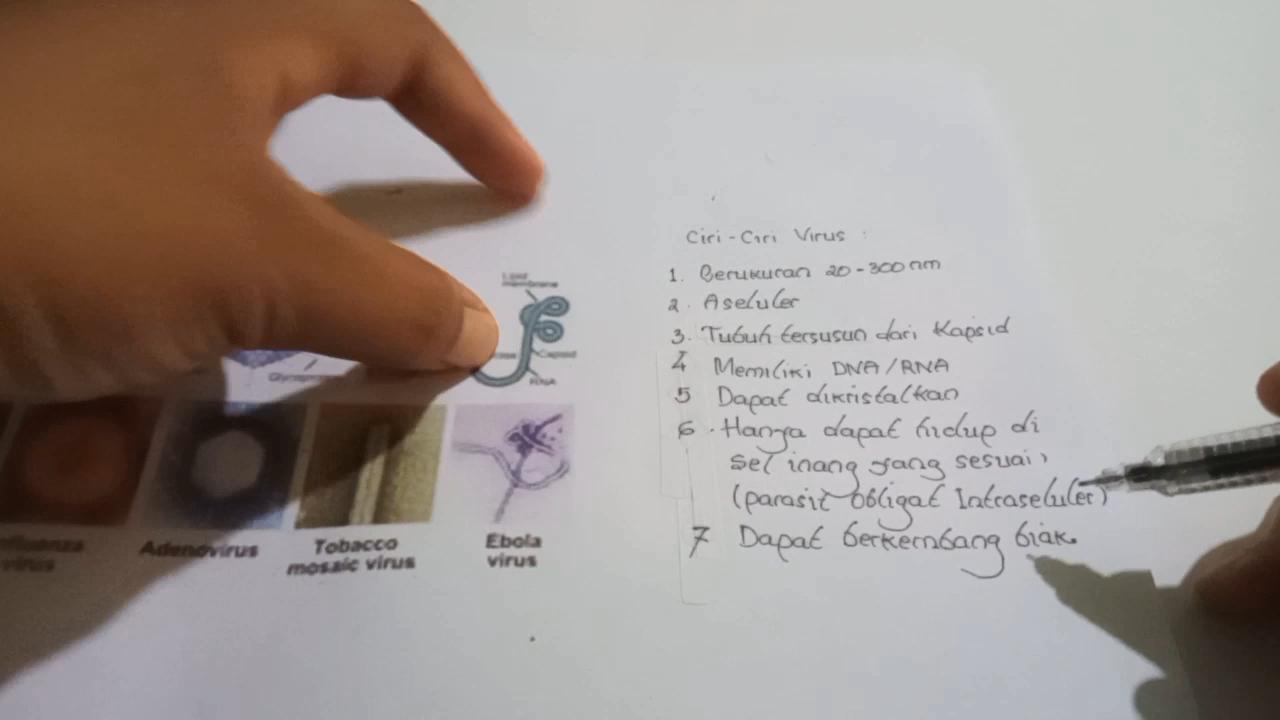 Lipid
membrane
Capsid
RNA
Adenovirus
Tobacco
mosaic virus
Ebola
virus
virus
Ciri-Ciri Virus :
1. Berukuran 20-300 nm
2. Aseluler
3. Tubuh tersusun dari Kapsid
4 Memiliki DNA/RNA
5 Dapat dikristalkan
6. Hanya dapat hidup di
sel inang yang sesuai,
(parasit obligat Intraseluler)
7 Dapat berkembang biak.